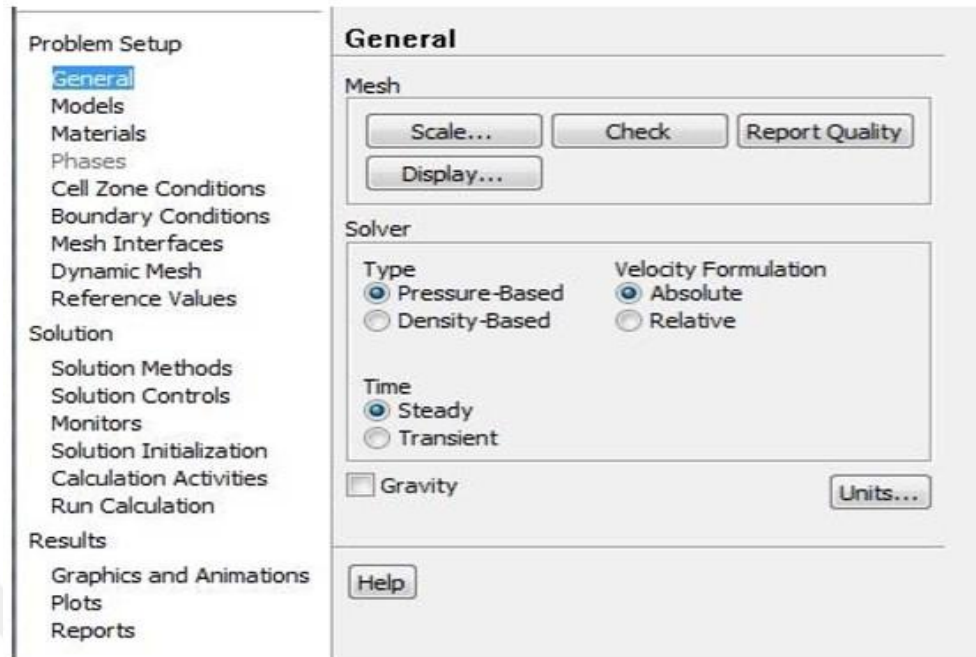 Problem Setup
General
Models
Materials
Phases
Cell Zone Conditions
Boundary Conditions
Mesh Interfaces
Dynamic Mesh
Reference Values
Solution
Solution Methods
Solution Controls
Monitors
Solution Initialization
Calculation Activities
Run Calculation
Results
Graphics and Animations
Plots
Reports
General
Mesh
Scale... Check Report Quality
Display...
Solver
Type Velocity Formulation
Pressure-Based Absolute
Density-Based Relative
Time
Steady
Transient
Gravity Units...
Help